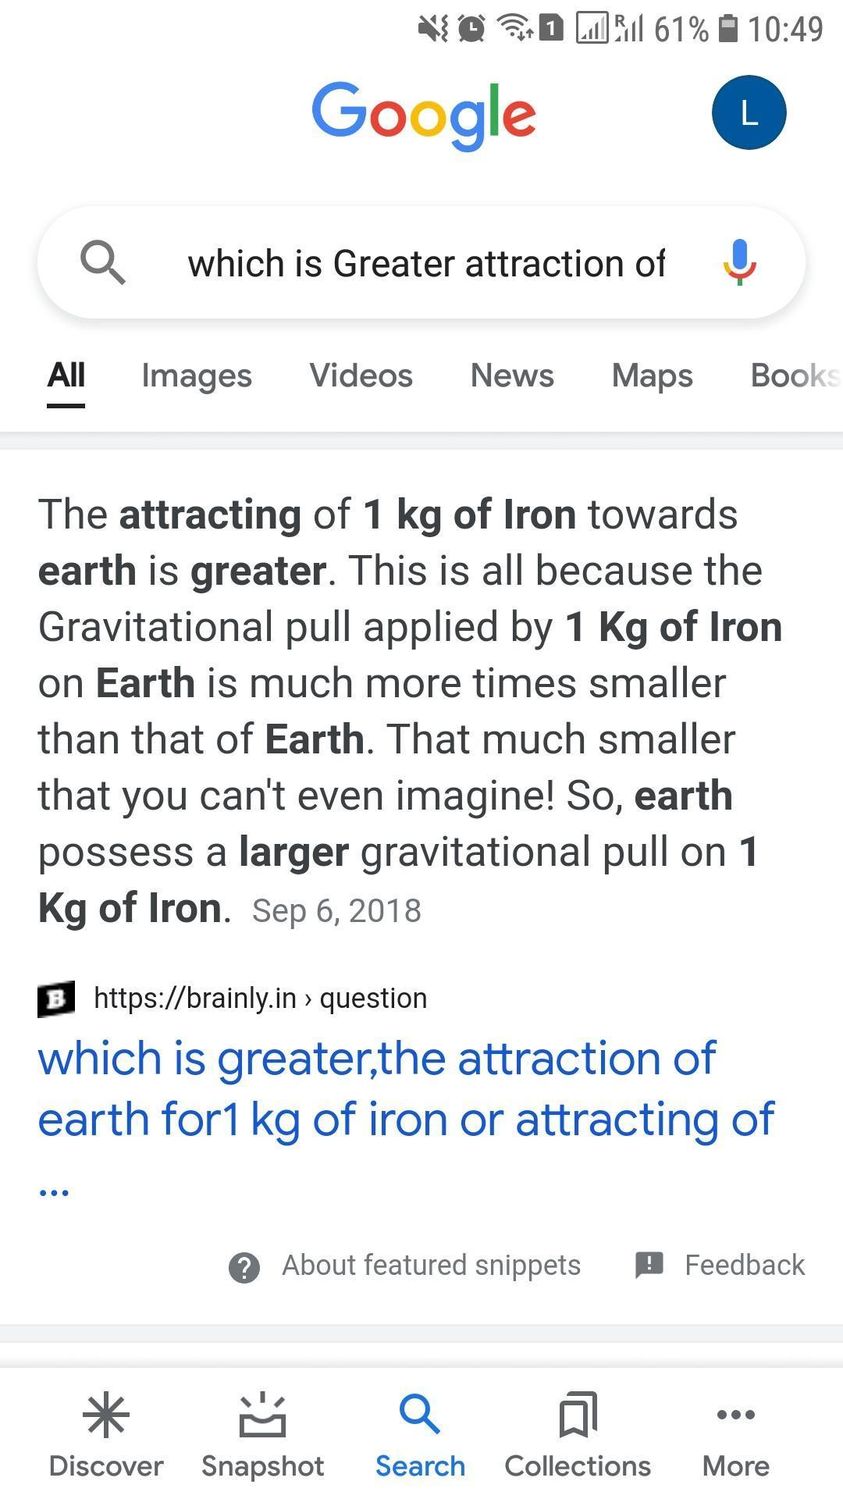 1 R 61% 10:49
Google
L
which is Greater attraction of
All Images Videos News Maps Books
The attracting of 1 kg of Iron towards
earth is greater. This is all because the
Gravitational pull applied by 1 Kg of Iron
on Earth is much more times smaller
than that of Earth. That much smaller
that you can't even imagine! So, earth
possess a larger gravitational pull on 1
Kg of Iron. Sep 6, 2018
B https://brainly.in › question
which is greater,the attraction of
earth for1 kg of iron or attracting of
...
? About featured snippets ! Feedback
Discover Snapshot Search Collections More